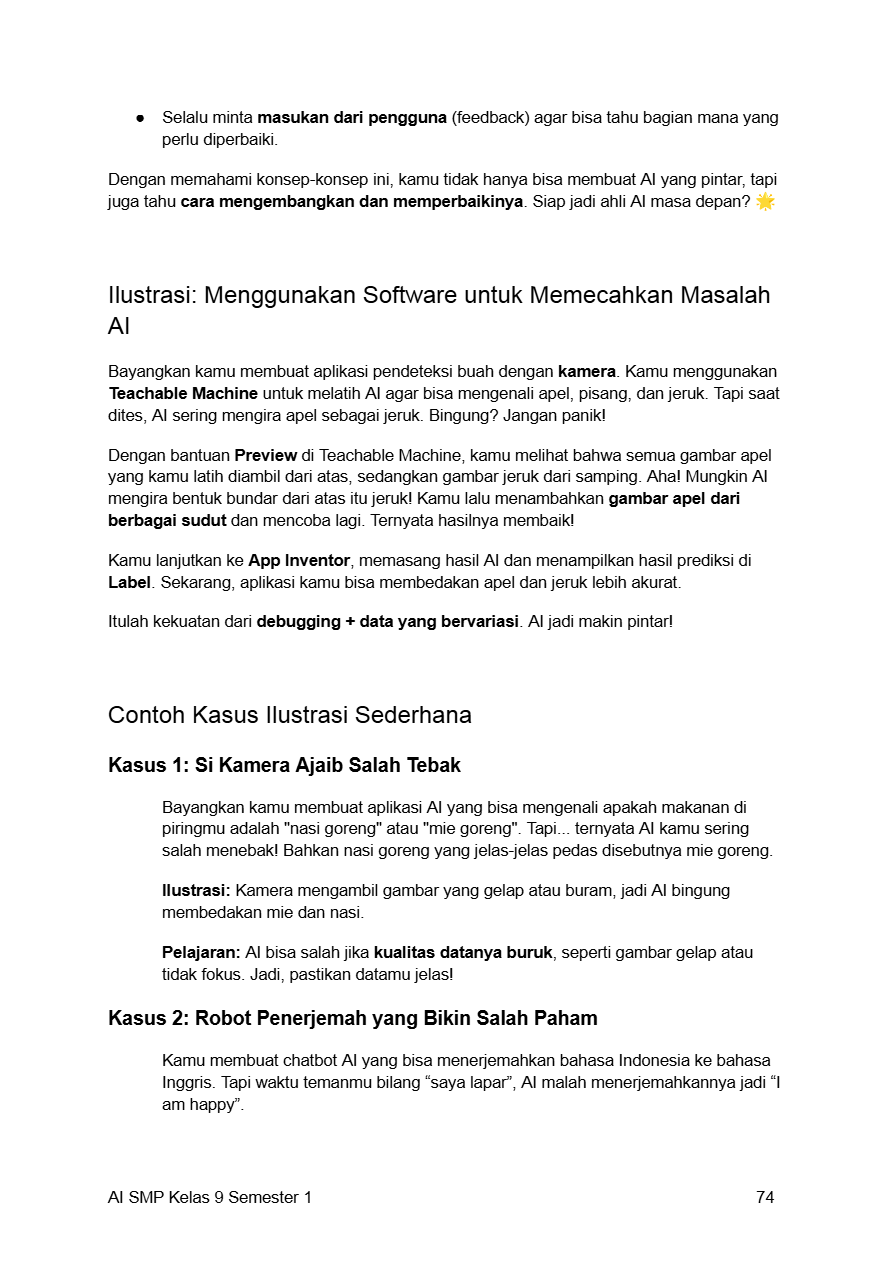 ● Selalu minta masukan dari pengguna (feedback) agar bisa tahu bagian mana yang
perlu diperbaiki.
Dengan memahami konsep-konsep ini, kamu tidak hanya bisa membuat AI yang pintar, tapi
juga tahu cara mengembangkan dan memperbaikinya. Siap jadi ahli AI masa depan? 🌟
Ilustrasi: Menggunakan Software untuk Memecahkan Masalah
AI
Bayangkan kamu membuat aplikasi pendeteksi buah dengan kamera. Kamu menggunakan
Teachable Machine untuk melatih AI agar bisa mengenali apel, pisang, dan jeruk. Tapi saat
dites, AI sering mengira apel sebagai jeruk. Bingung? Jangan panik!
Dengan bantuan Preview di Teachable Machine, kamu melihat bahwa semua gambar apel
yang kamu latih diambil dari atas, sedangkan gambar jeruk dari samping. Aha! Mungkin AI
mengira bentuk bundar dari atas itu jeruk! Kamu lalu menambahkan gambar apel dari
berbagai sudut dan mencoba lagi. Ternyata hasilnya membaik!
Kamu lanjutkan ke App Inventor, memasang hasil AI dan menampilkan hasil prediksi di
Label. Sekarang, aplikasi kamu bisa membedakan apel dan jeruk lebih akurat.
Itulah kekuatan dari debugging + data yang bervariasi. AI jadi makin pintar!
Contoh Kasus Ilustrasi Sederhana
Kasus 1: Si Kamera Ajaib Salah Tebak
Bayangkan kamu membuat aplikasi AI yang bisa mengenali apakah makanan di
piringmu adalah "nasi goreng" atau "mie goreng". Tapi... ternyata AI kamu sering
salah menebak! Bahkan nasi goreng yang jelas-jelas pedas disebutnya mie goreng.
Ilustrasi: Kamera mengambil gambar yang gelap atau buram, jadi AI bingung
membedakan mie dan nasi.
Pelajaran: AI bisa salah jika kualitas datanya buruk, seperti gambar gelap atau
tidak fokus. Jadi, pastikan datamu jelas!
Kasus 2: Robot Penerjemah yang Bikin Salah Paham
Kamu membuat chatbot AI yang bisa menerjemahkan bahasa Indonesia ke bahasa
Inggris. Tapi waktu temanmu bilang “saya lapar”, AI malah menerjemahkannya jadi “I
am happy”.
AI SMP Kelas 9 Semester 1 74